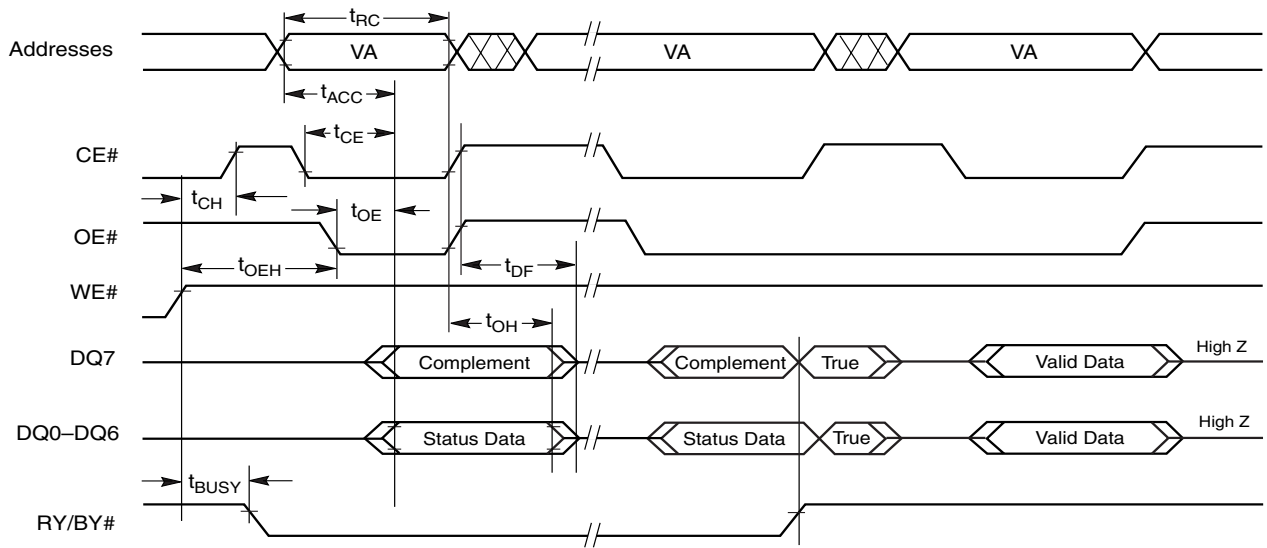 tRC
Addresses VA VA VA
tACC
tCE
CE#
tCH
tOE
OE#
tOEH
tDF
WE#
tOH
DQ7 Complement Complement True Valid Data High Z
DQ0–DQ6 Status Data Status Data True Valid Data High Z
tBUSY
RY/BY#